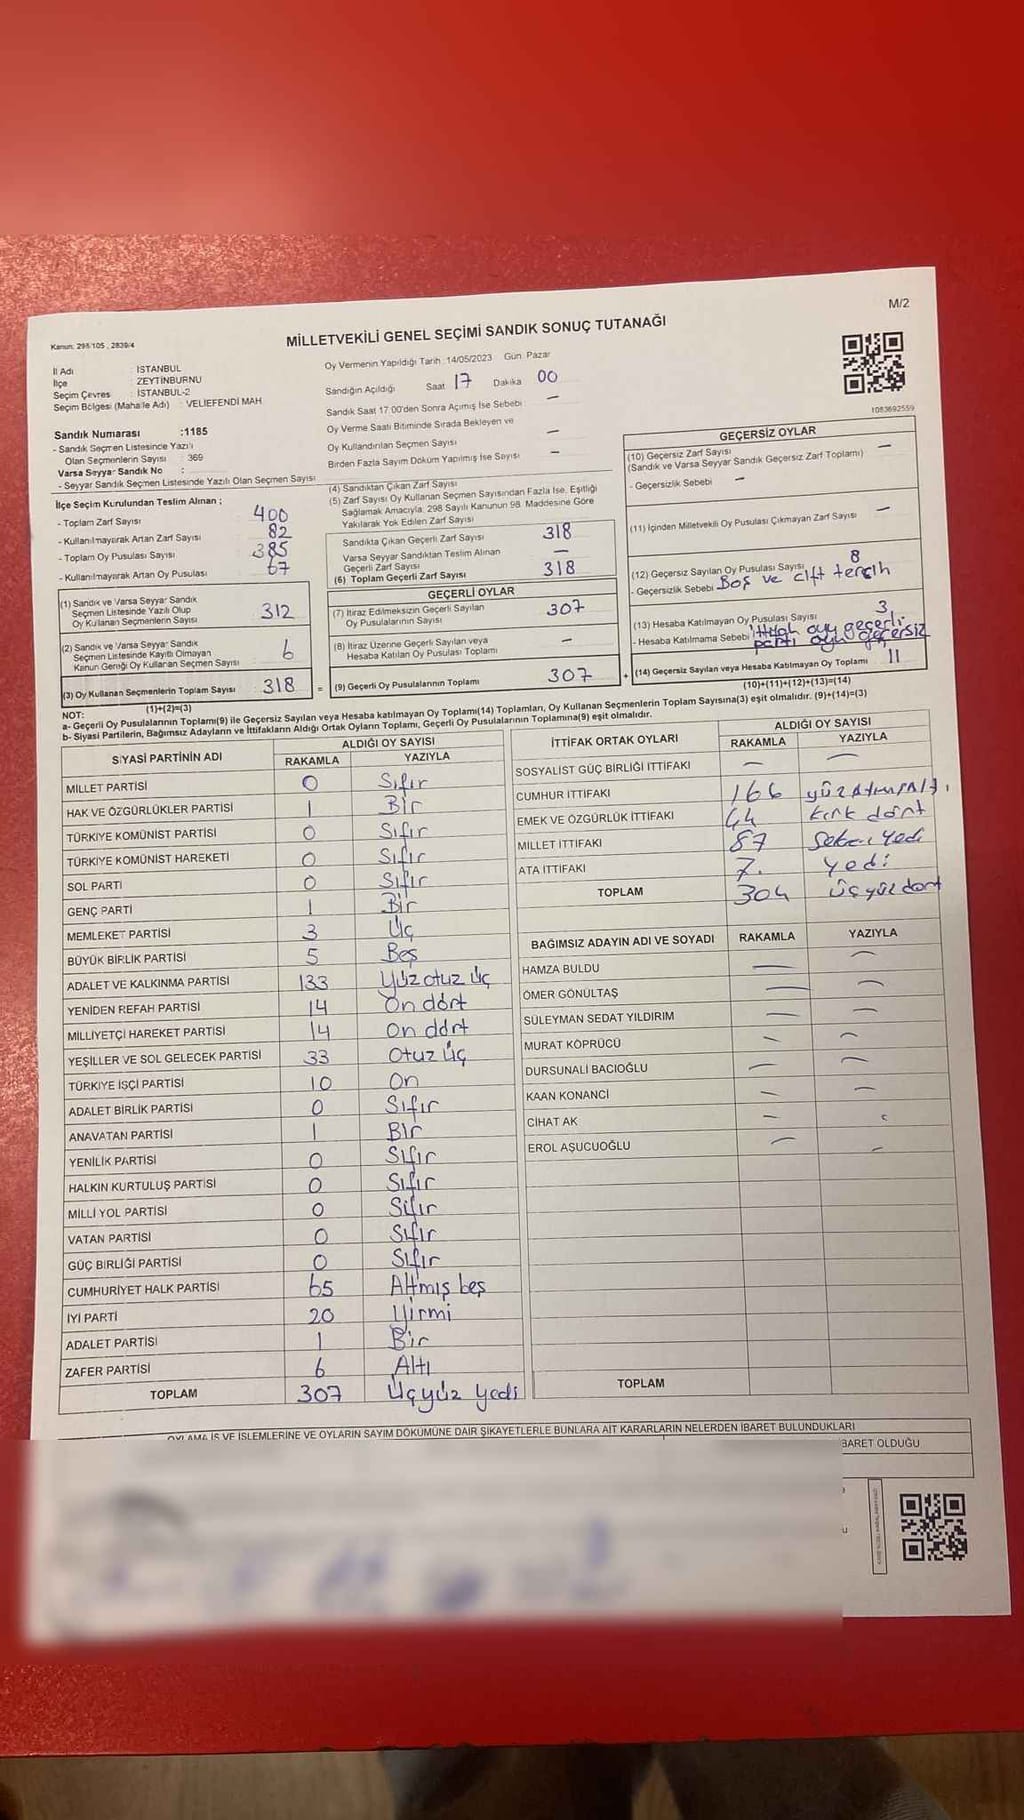 M/2
MİLLETVEKİLİ GENEL SEÇİMİ SANDIK SONUÇ TUTANAĞI
Kanun: 298/105 , 2839/4
İl Adı : İSTANBUL
İlçe : ZEYTİNBURNU
Seçim Çevres : İSTANBUL-2
Seçim Bölgesi (Mahalle Adı) : VELİEFENDİ MAH
Sandık Numarası :1185
- Sandık Seçmen Listesinde Yazılı
Olan Seçmenlerin Sayısı : 369
Varsa Seyyar Sandık No :
- Seyyar Sandık Seçmen Listesinde Yazılı Olan Seçmen Sayısı
Oy Vermenin Yapıldığı Tarih : 14/05/2023 Gün Pazar
Sandığın Açıldığı Saat 17 Dakika 00
Sandık Saat 17:00'den Sonra Açımış İse Sebebi —
Oy Verme Saati Bitiminde Sırada Bekleyen ve
Oy Kullandırılan Seçmen Sayısı —
Birden Fazla Sayım Döküm Yapılmış İse Sayısı —
1083692559
İlçe Seçim Kurulundan Teslim Alınan ;
- Toplam Zarf Sayısı 400
- Kullanılmayarak Artan Zarf Sayısı 82
- Toplam Oy Pusulası Sayısı 385
- Kullanılmayarak Artan Oy Pusulası 67
(1) Sandık ve Varsa Seyyar Sandık
Seçmen Listesinde Yazılı Olup
Oy Kullanan Seçmenlerin Sayısı 312
(2) Sandık ve Varsa Seyyar Sandık
Seçmen Listesinde Kayıtlı Olmayan
Kanun Gereği Oy Kullanan Seçmen Sayısı 6
(3) Oy Kullanan Seçmenlerin Toplam Sayısı 318 =
(1)+(2)=(3)
(4) Sandıktan Çıkan Zarf Sayısı
(5) Zarf Sayısı Oy Kullanan Seçmen Sayısından Fazla İse, Eşitliği
Sağlamak Amacıyla, 298 Sayılı Kanunun 98. Maddesine Göre
Yakılarak Yok Edilen Zarf Sayısı
Sandıkta Çıkan Geçerli Zarf Sayısı 318
Varsa Seyyar Sandıktan Teslim Alınan
Geçerli Zarf Sayısı —
(6) Toplam Geçerli Zarf Sayısı 318
GEÇERLİ OYLAR
(7) İtiraz Edilmeksizin Geçerli Sayılan
Oy Pusulalarının Sayısı 307
(8) İtiraz Üzerine Geçerli Sayılan veya
Hesaba Katılan Oy Pusulası Toplamı —
(9) Geçerli Oy Pusulalarının Toplamı 307 +
GEÇERSİZ OYLAR
(10) Geçersiz Zarf Sayısı —
(Sandık ve Varsa Seyyar Sandık Geçersiz Zarf Toplamı)
- Geçersizlik Sebebi —
(11) İçinden Milletvekili Oy Pusulası Çıkmayan Zarf Sayısı —
(12) Geçersiz Sayılan Oy Pusulası Sayısı 8
- Geçersizlik Sebebi Boş ve çift tercih
(13) Hesaba Katılmayan Oy Pusulası Sayısı 3
- Hesaba Katılmama Sebebi oyu geçerli
parti oyu geçersiz
(14) Geçersiz Sayılan veya Hesaba Katılmayan Oy Toplamı 11
(10)+(11)+(12)+(13)=(14)
NOT:
a- Geçerli Oy Pusulalarının Toplamı(9) ile Geçersiz Sayılan veya Hesaba katılmayan Oy Toplamı(14) Toplamları, Oy Kullanan Seçmenlerin Toplam Sayısına(3) eşit olmalıdır. (9)+(14)=(3)
b- Siyasi Partilerin, Bağımsız Adayların ve İttifakların Aldığı Ortak Oyların Toplamı, Geçerli Oy Pusulalarının Toplamına(9) eşit olmalıdır.
SİYASİ PARTİNİN ADI ALDIĞI OY SAYISI
RAKAMLA YAZIYLA
MİLLET PARTİSİ 0 Sıfır
HAK VE ÖZGÜRLÜKLER PARTİSİ 1 Bir
TÜRKİYE KOMÜNİST PARTİSİ 0 Sıfır
TÜRKİYE KOMÜNİST HAREKETİ 0 Sıfır
SOL PARTİ 0 Sıfır
GENÇ PARTİ 1 Bir
MEMLEKET PARTİSİ 3 Üç
BÜYÜK BİRLİK PARTİSİ 5 Beş
ADALET VE KALKINMA PARTİSİ 133 Yüz otuz üç
YENİDEN REFAH PARTİSİ 14 On dört
MİLLİYETÇİ HAREKET PARTİSİ 14 On dört
YEŞİLLER VE SOL GELECEK PARTİSİ 33 Otuz üç
TÜRKİYE İŞÇİ PARTİSİ 10 On
ADALET BİRLİK PARTİSİ 0 Sıfır
ANAVATAN PARTİSİ 1 Bir
YENİLİK PARTİSİ 0 Sıfır
HALKIN KURTULUŞ PARTİSİ 0 Sıfır
MİLLİ YOL PARTİSİ 0 Sıfır
VATAN PARTİSİ 0 Sıfır
GÜÇ BİRLİĞİ PARTİSİ 0 Sıfır
CUMHURİYET HALK PARTİSİ 65 Altmış beş
İYİ PARTİ 20 Yirmi
ADALET PARTİSİ 1 Bir
ZAFER PARTİSİ 6 Altı
TOPLAM 307 Üçyüz yedi
İTTİFAK ORTAK OYLARI ALDIĞI OY SAYISI
RAKAMLA YAZIYLA
SOSYALİST GÜÇ BİRLİĞİ İTTİFAKI — —
CUMHUR İTTİFAKI 166 yüzatmışaltı
EMEK VE ÖZGÜRLÜK İTTİFAKI 44 kırk dört
MİLLET İTTİFAKI 87 Seksen yedi
ATA İTTİFAKI 7. yedi
TOPLAM 304 üçyüzdört
BAĞIMSIZ ADAYIN ADI VE SOYADI RAKAMLA YAZIYLA
HAMZA BULDU — —
ÖMER GÖNÜLTAŞ — —
SÜLEYMAN SEDAT YILDIRIM — —
MURAT KÖPRÜCÜ — —
DURSUNALİ BACIOĞLU — —
KAAN KONANCİ — —
CİHAT AK —
EROL AŞUCUOĞLU — —
TOPLAM
OYLAMA İŞ VE İŞLEMLERİNE VE OYLARIN SAYIM DÖKÜMÜNE DAİR ŞİKAYETLERLE BUNLARA AİT KARARLARIN NELERDEN İBARET BULUNDUKLARI
BARET OLDUĞU